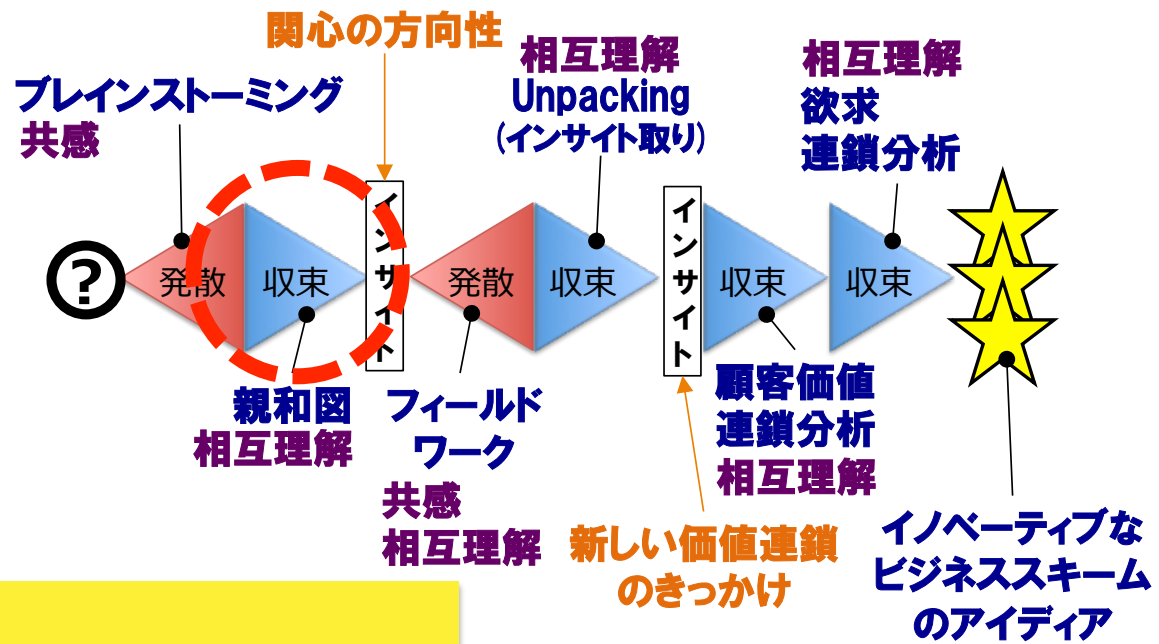 関心の方向性
ブレインストーミング
共感
相互理解
Unpacking
(インサイト取り)
相互理解
欲求
連鎖分析
?
発散
収束
インサイト
発散
収束
インサイト
収束
収束
親和図
相互理解
フィールド
ワーク
共感
相互理解
顧客価値
連鎖分析
相互理解
新しい価値連鎖
のきっかけ
イノベーティブな
ビジネススキーム
のアイディア